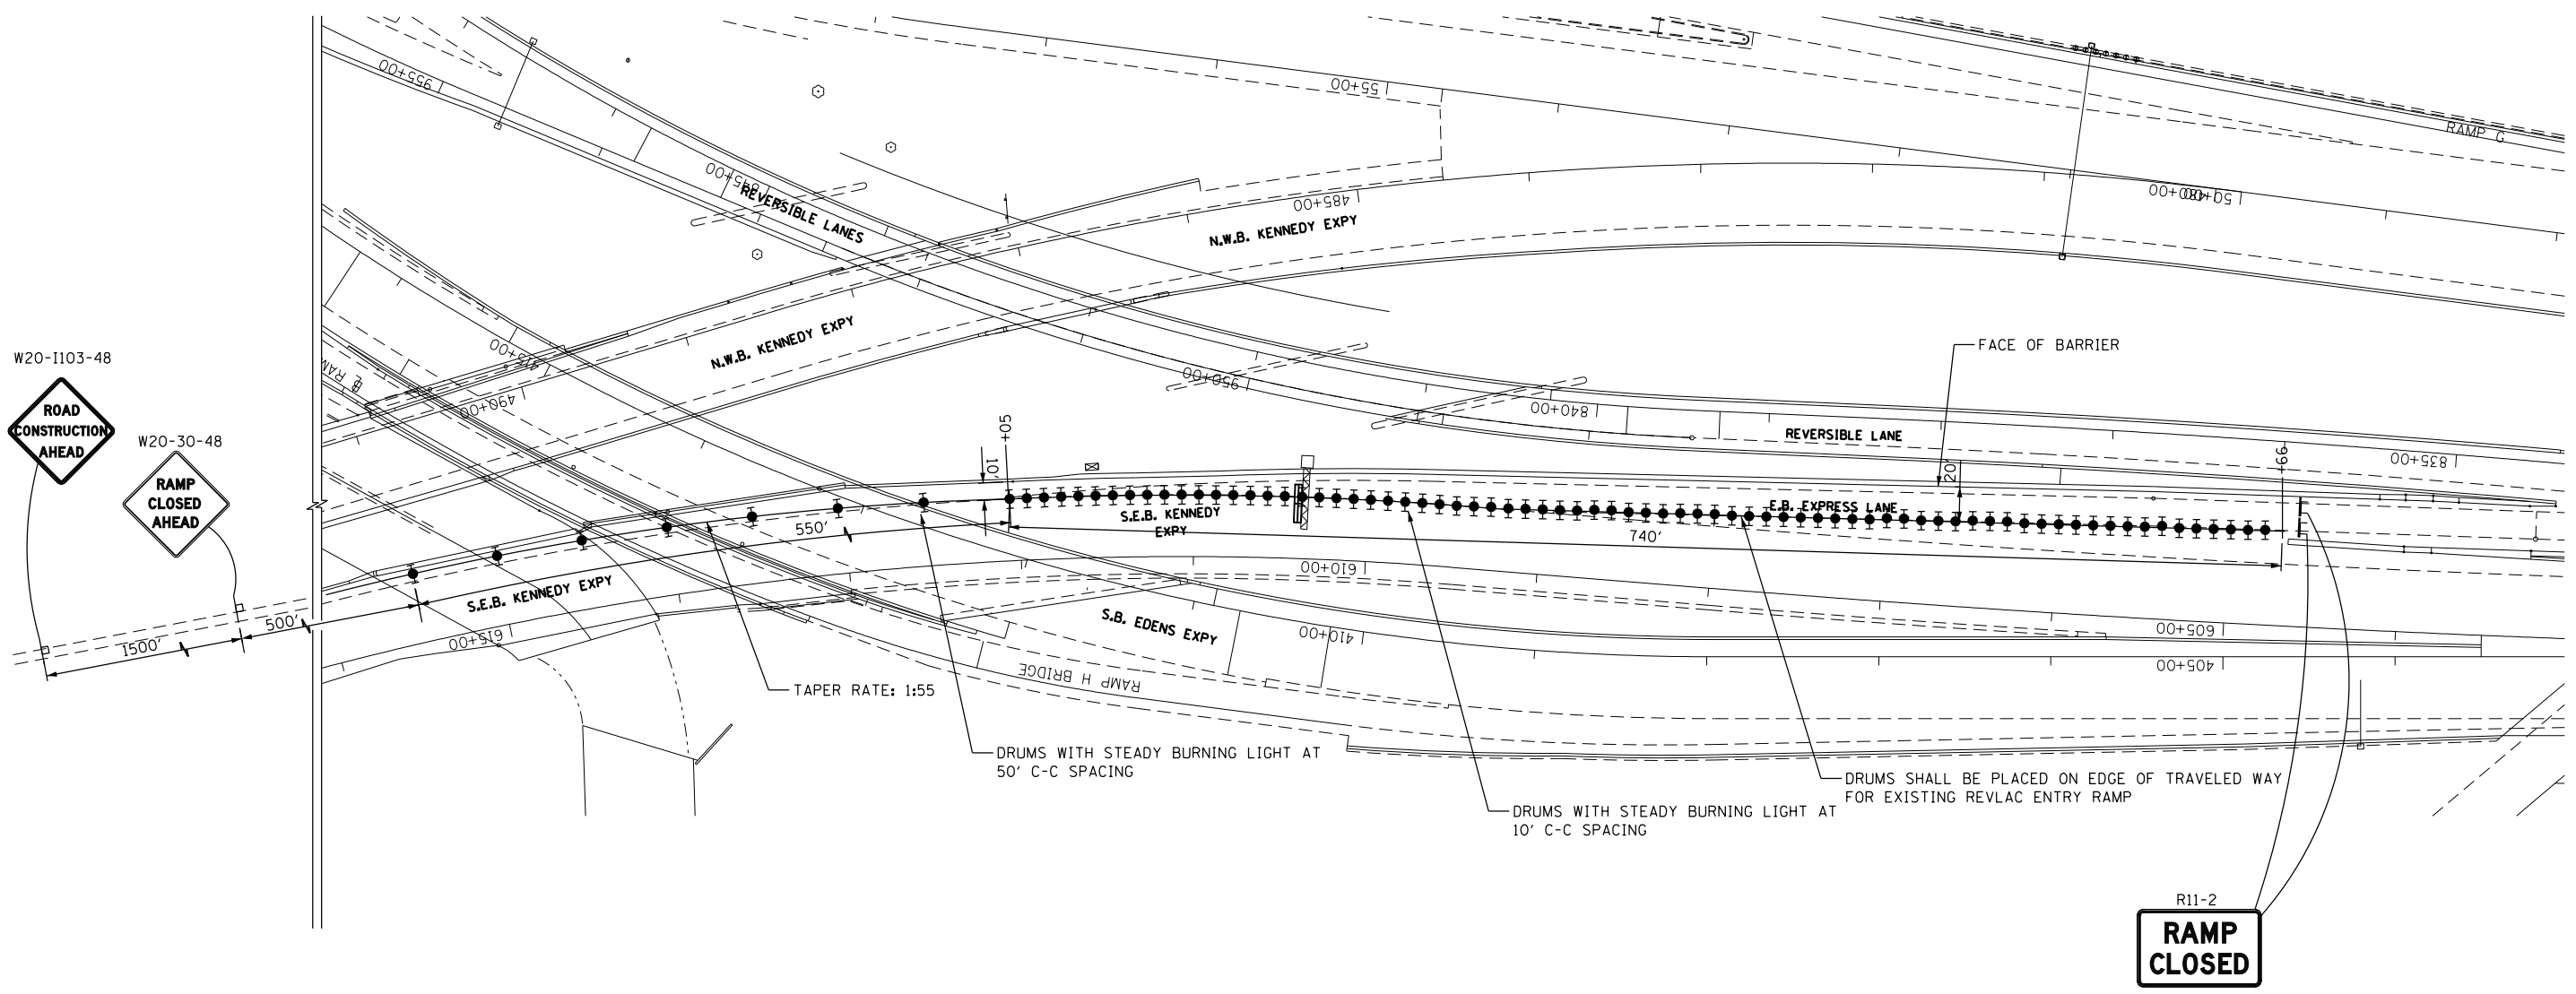 955+00
55+00
RAMP G
845+00
REVERSIBLE LANES
485+00
50+00
480+00
N.W.B. KENNEDY EXPY
N.W.B. KENNEDY EXPY
W20-I103-48
ROAD
CONSTRUCTION
AHEAD
W20-30-48
RAMP
CLOSED
AHEAD
415+00
490+00
950+00
840+00
FACE OF BARRIER
REVERSIBLE LANE
835+00
+05
10'
20'
+66
S.E.B. KENNEDY
EXPY
E.B. EXPRESS LANE
550'
740'
S.E.B. KENNEDY EXPY
610+00
S.B. EDENS EXPY
500'
1500'
615+00
410+00
605+00
405+00
RAMP H BRIDGE
TAPER RATE: 1:55
DRUMS WITH STEADY BURNING LIGHT AT
50' C-C SPACING
DRUMS SHALL BE PLACED ON EDGE OF TRAVELED WAY
FOR EXISTING REVLAC ENTRY RAMP
DRUMS WITH STEADY BURNING LIGHT AT
10' C-C SPACING
R11-2
RAMP
CLOSED